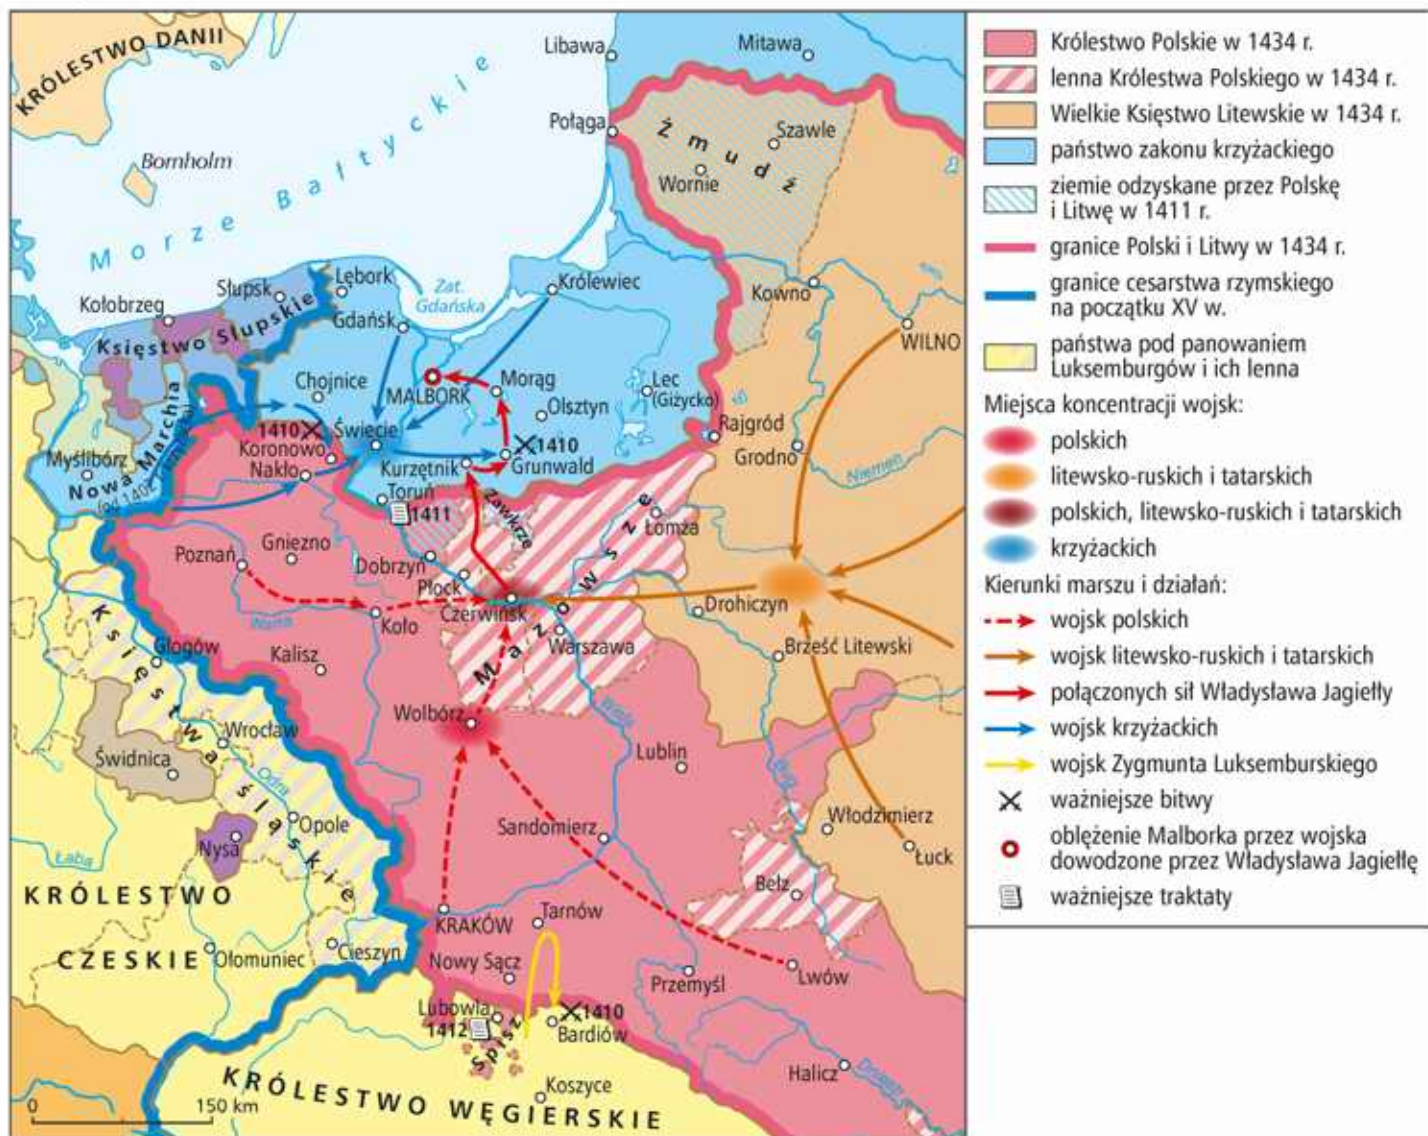 KRÓLESTWO DANII
Bornholm
Morze Bałtyckie
Libawa
Mitawa
Połąga
Żmudź
Szawle
Wornie
Kołobrzeg
Słupsk
Lębork
Zat.
Gdańska
Królewiec
Kowno
Księstwo Słupskie
Gdańsk
WILNO
Chojnice
MALBORK
Morąg
Lec
(Giżycko)
Olsztyn
Nowa Marchia
Myślibórz
1410
Koronowo
Świecie
1410
Grunwald
Rajgród
Grodno
Niemen
Nakło
Kurzętnik
Toruń
1411
Zawkrze
Łomża
Poznań
Gniezno
Dobrzyń
Płock
Czerwińsk
Mazowsze
Drohiczyn
Warta
Koło
Warszawa
Brześć Litewski
Księstwa śląskie
Głogów
Kalisz
Wolbórz
Wisła
Wrocław
Lublin
Świdnica
Odra
Bug
Opole
Sandomierz
Włodzimierz
Nysa
Łuck
Łaba
Bełz
KRÓLESTWO
CZESKIE
KRAKÓW
Tarnów
Ołomuniec
Cieszyn
Nowy Sącz
Przemyśl
Lwów
Lubowla
1412
Spisz
1410
Bardiów
Halicz
KRÓLESTWO WĘGIERSKIE
Koszyce
0
150 km
Królestwo Polskie w 1434 r.
lenna Królestwa Polskiego w 1434 r.
Wielkie Księstwo Litewskie w 1434 r.
państwo zakonu krzyżackiego
ziemie odzyskane przez Polskę
i Litwę w 1411 r.
granice Polski i Litwy w 1434 r.
granice cesarstwa rzymskiego
na początku XV w.
państwa pod panowaniem
Luksemburgów i ich lenna
Miejsca koncentracji wojsk:
polskich
litewsko-ruskich i tatarskich
polskich, litewsko-ruskich i tatarskich
krzyżackich
Kierunki marszu i działań:
wojsk polskich
wojsk litewsko-ruskich i tatarskich
połączonych sił Władysława Jagiełły
wojsk krzyżackich
wojsk Zygmunta Luksemburskiego
ważniejsze bitwy
oblężenie Malborka przez wojska
dowodzone przez Władysława Jagiełłę
ważniejsze traktaty